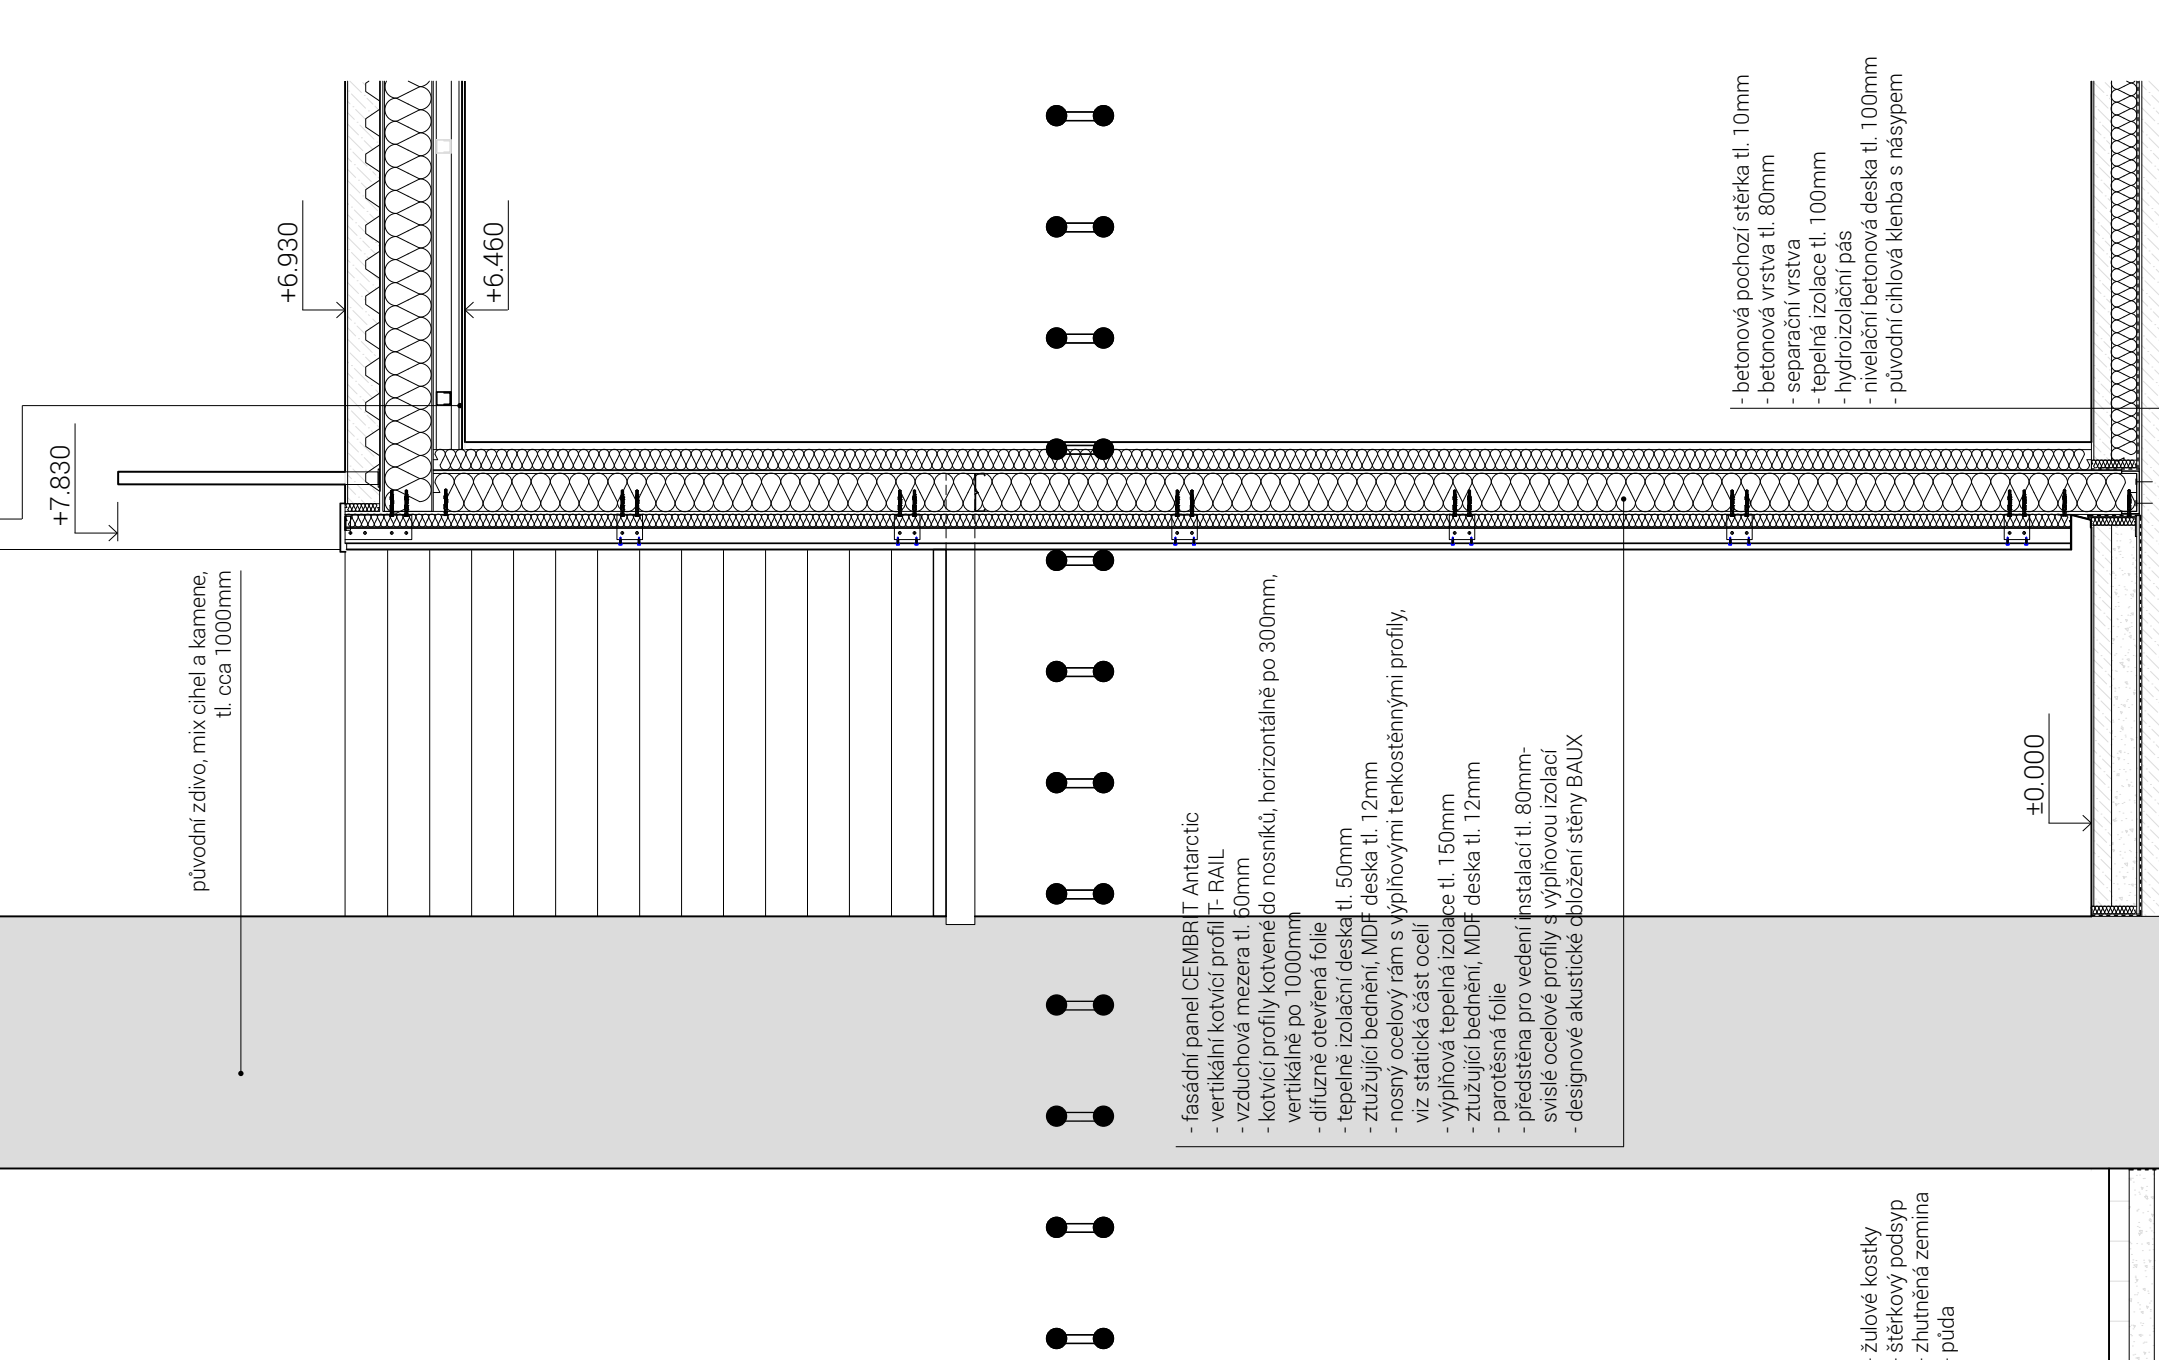 +7.830
+6.930
+6.460
původní zdivo, mix cihel a kamene,
tl. cca 1000mm
- fasádní panel CEMBRIT Antarctic
- vertikální kotvící profil T- RAIL
- vzduchová mezera tl. 60mm
- kotvící profily kotvené do nosníků, horizontálně po 300mm,
vertikálně po 1000mm
- difuzně otevřená folie
- tepelně izolační deska tl. 50mm
- ztužující bednění, MDF deska tl. 12mm
- nosný ocelový rám s výplňovými tenkostěnnými profily,
viz statická část ocelí
- výplňová tepelná izolace tl. 150mm
- ztužující bednění, MDF deska tl. 12mm
- parotěsná folie
- předstěna pro vedení instalací tl. 80mm-
svislé ocelové profily s výplňovou izolací
- designové akustické obložení stěny BAUX
- betonová pochozí stěrka tl. 10mm
- betonová vrstva tl. 80mm
- separační vrstva
- tepelná izolace tl. 100mm
- hydroizolační pás
- nivelační betonová deska tl. 100mm
- původní cihlová klenba s násypem
±0.000
- žulové kostky
- štěrkový podsyp
- zhutněná zemina
- půda